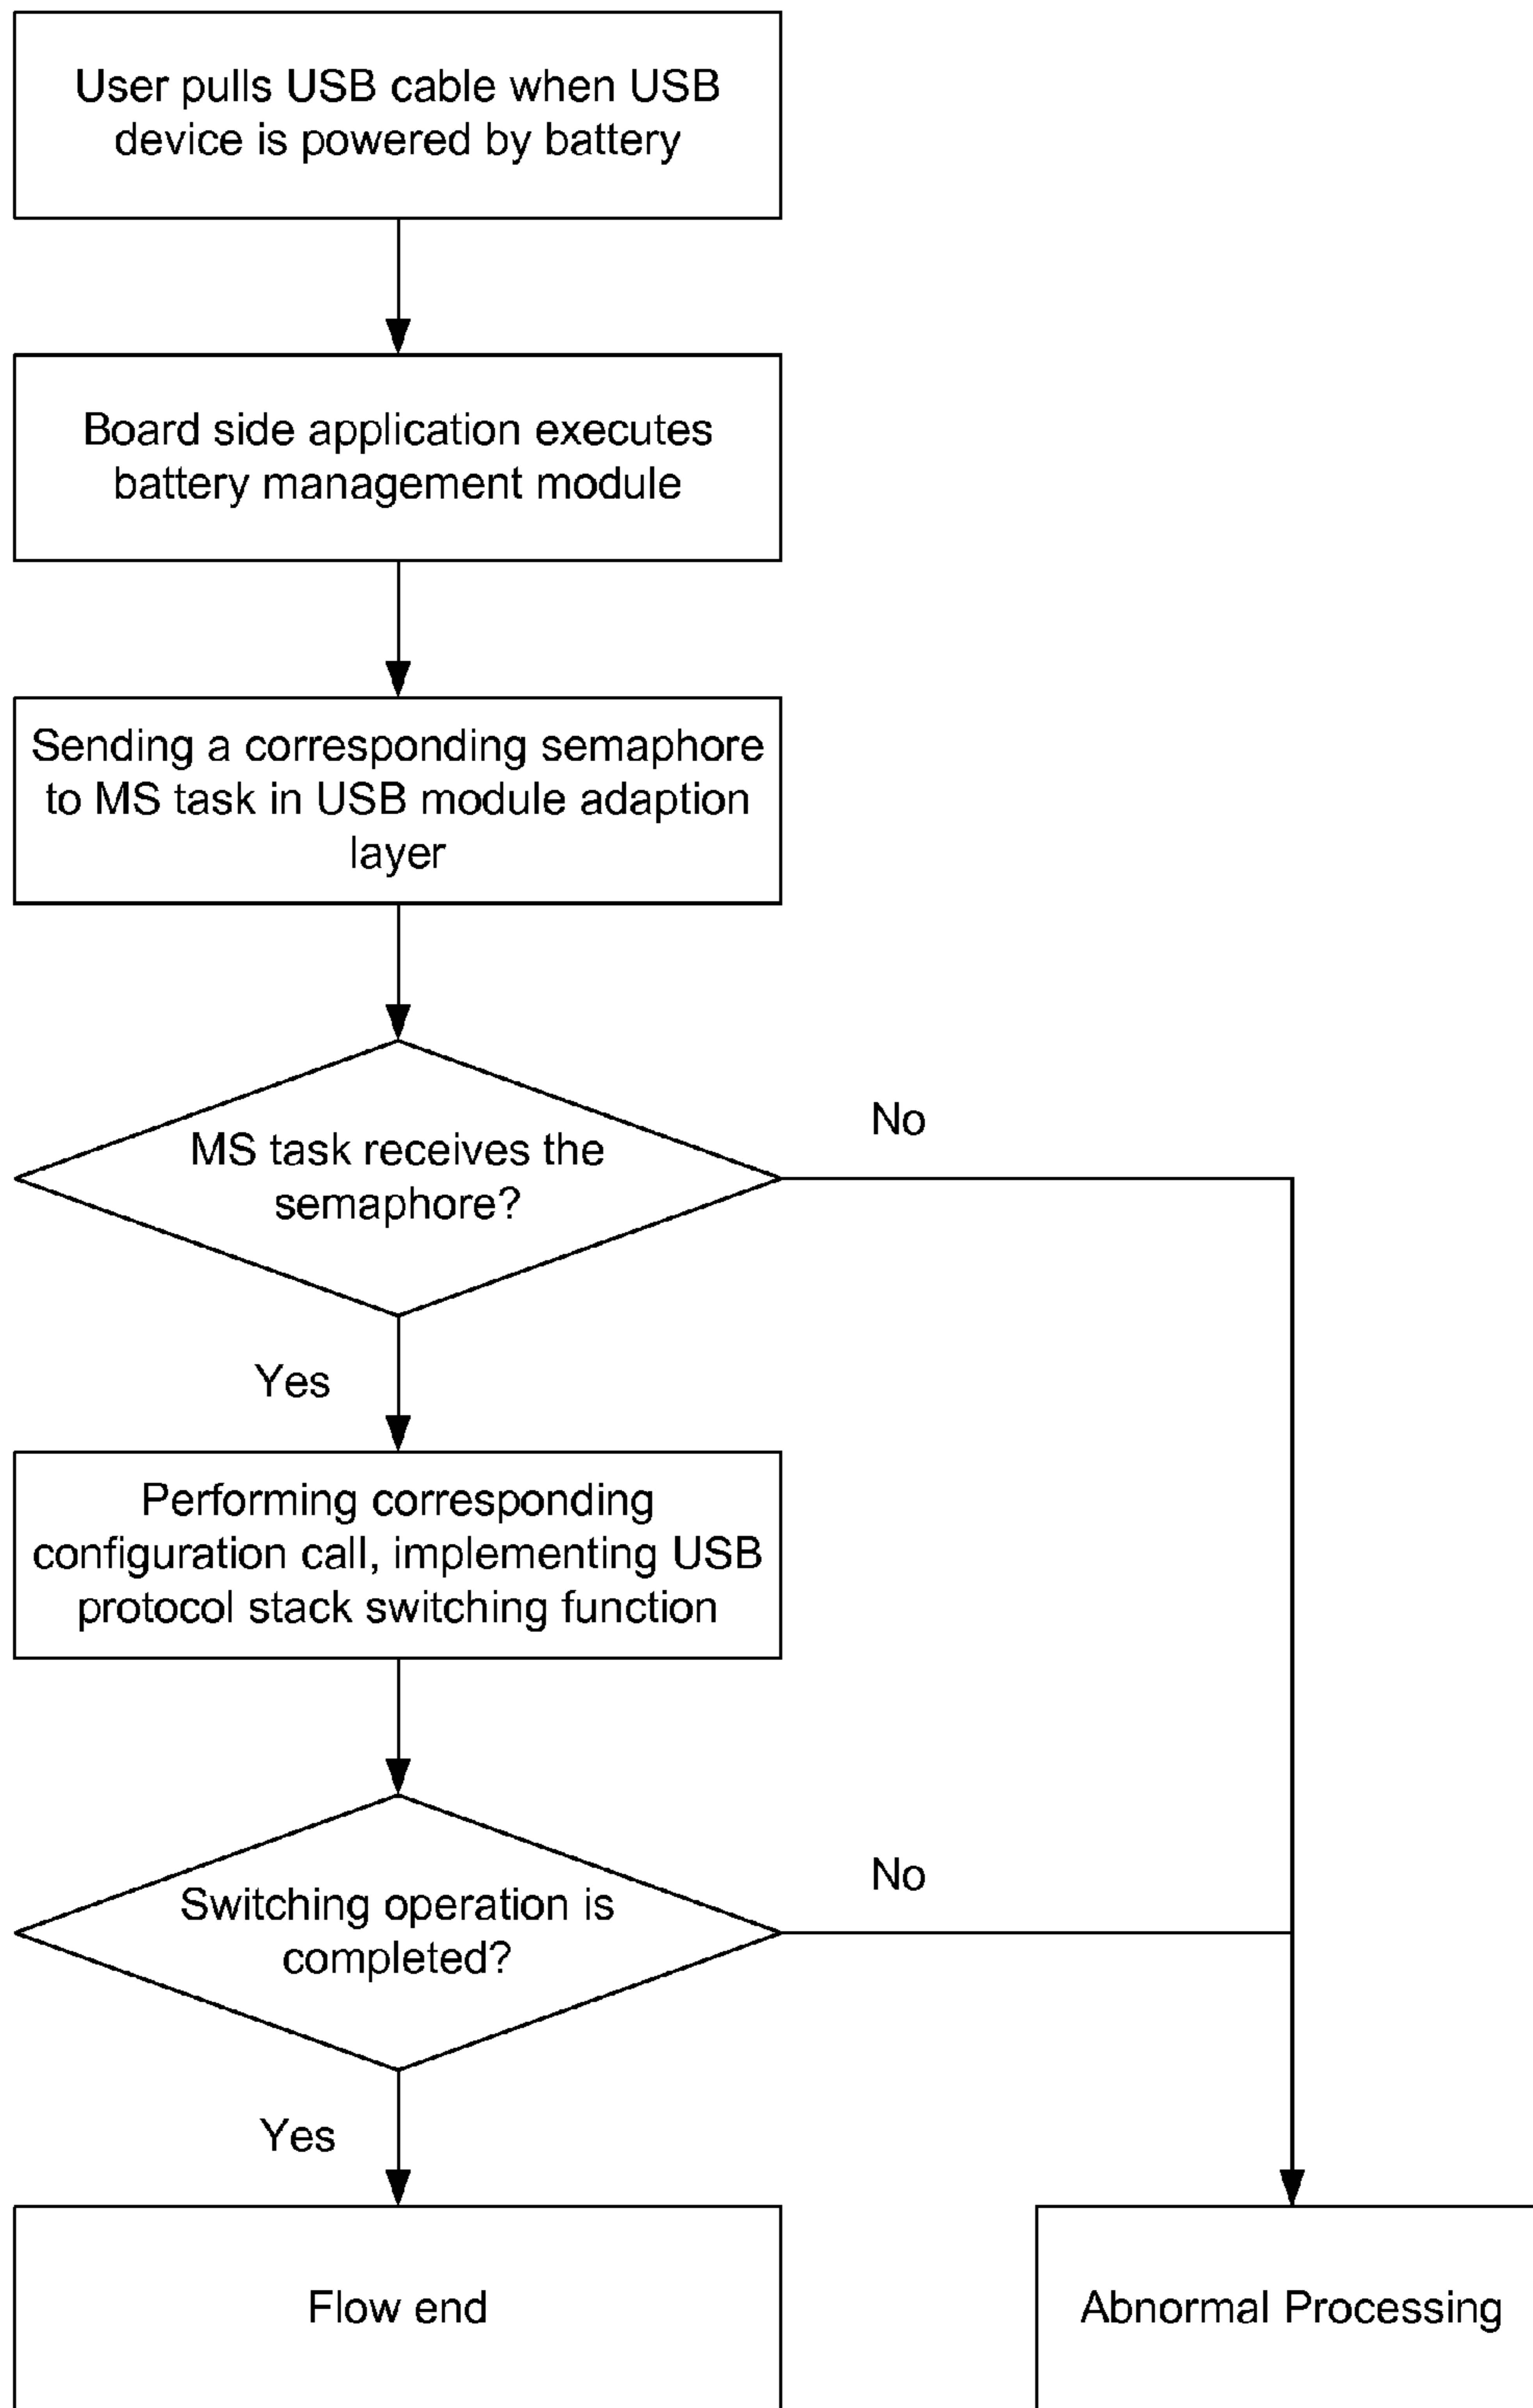 User pulls USB cable when USB
device is powered by battery
Board side application executes
battery management module
Sending a corresponding semaphore
to MS task in USB module adaption
layer
MS task receives the
semaphore?
No
Yes
Performing corresponding
configuration call, implementing USB
protocol stack switching function
Switching operation is
completed?
No
Yes
Flow end
Abnormal Processing